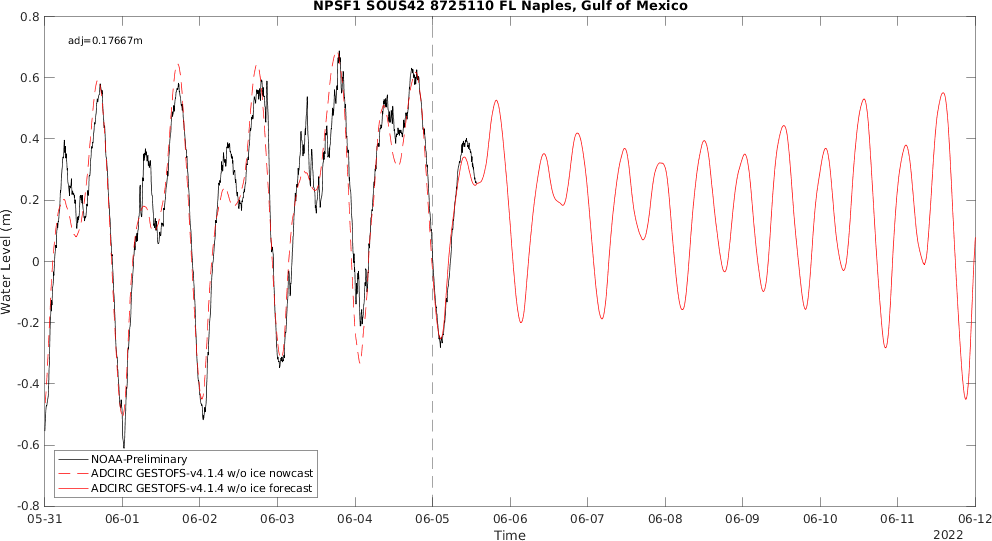 NPSF1 SOUS42 8725110 FL Naples, Gulf of Mexico
adj=0.17667m
Water Level (m)
0.8
0.6
0.4
0.2
0
-0.2
-0.4
-0.6
-0.8
NOAA-Preliminary
ADCIRC GESTOFS-v4.1.4 w/o ice nowcast
ADCIRC GESTOFS-v4.1.4 w/o ice forecast
05-31 06-01 06-02 06-03 06-04 06-05 06-06 06-07 06-08 06-09 06-10 06-11 06-12
Time
2022